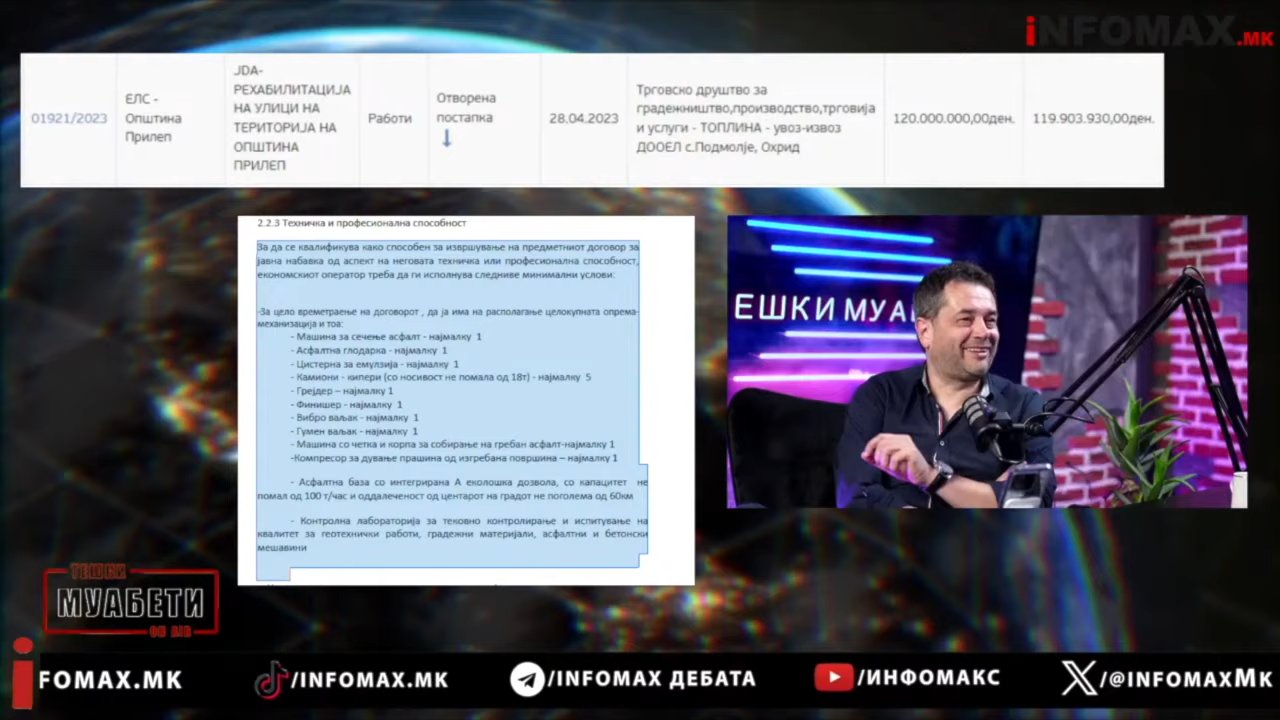 iNFOMAX.MK
01921/2023
ЕЛС -
Општина
Прилеп
JDA-
РЕХАБИЛИТАЦИЈА
НА УЛИЦИ НА
ТЕРИТОРИЈА НА
ОПШТИНА
ПРИЛЕП
Работи
Отворена
постапка
28.04.2023
Трговско друштво за
градежништво,производство,трговија
и услуги - ТОПЛИНА - увоз-извоз
ДООЕЛ с.Подмолје, Охрид
120.000.000,00ден.
119.903.930,00ден.
2.2.3 Техничка и професионална способност
За да се квалификува како способен за извршување на предметниот договор за
јавна набавка од аспект на неговата техничка или професионална способност,
економскиот оператор треба да ги исполнува следниве минимални услови:
-За цело времетраење на договорот , да ја има на располагање целокупната опрема-
механизација и тоа:
- Машина за сечење асфалт - најмалку 1
- Асфалтна глодарка - најмалку 1
- Цистерна за емулзија - најмалку 1
- Камиони - кипери (со носивост не помала од 18т) - најмалку 5
- Грејдер – најмалку 1
- Финишер - најмалку 1
- Вибро ваљак - најмалку 1
- Гумен ваљак - најмалку 1
- Машина со четка и корпа за собирање на гребан асфалт-најмалку 1
-Компресор за дување прашина од изгребана површина – најмалку 1
- Асфалтна база со интегрирана А еколошка дозвола, со капацитет не
помал од 100 т/час и оддалеченост од центарот на градот не поголема од 60км
- Контролна лабораторија за тековно контролирање и испитување на
квалитет за геотехнички работи, градежни материјали, асфалтни и бетонски
мешавини
ЕШКИ МУА
ТЕШКИ
МУАБЕТИ
ON AIR
iFOMAX.MK
/INFOMAX.MK
/INFOMAX ДЕБАТА
/ИНФОМАКС
/@INFOMAXMK